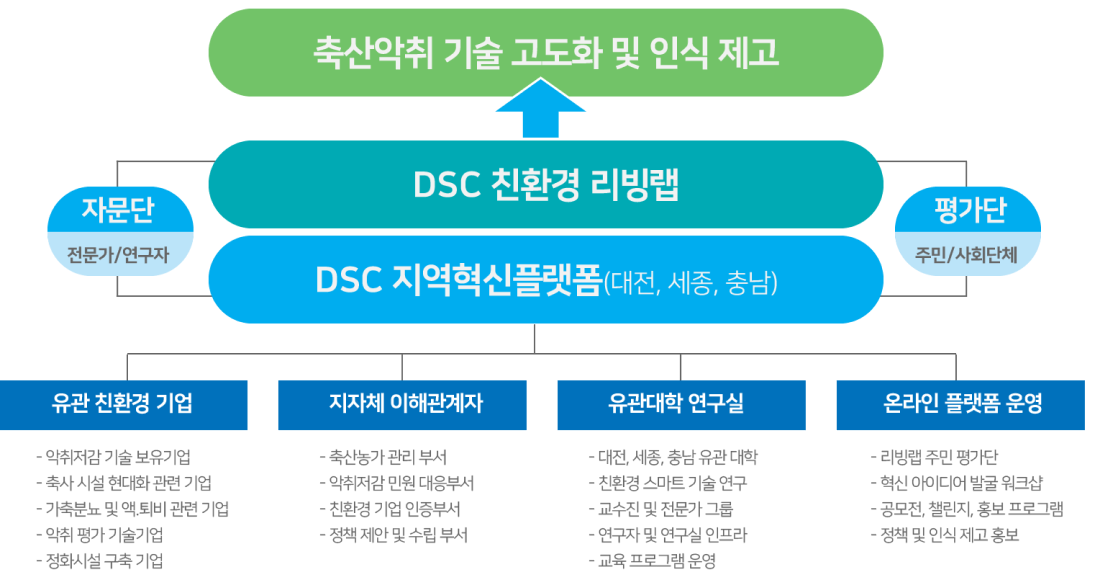 축산악취 기술 고도화 및 인식 제고
DSC 친환경 리빙랩
자문단
전문가/연구자
평가단
주민/사회단체
DSC 지역혁신플랫폼(대전, 세종, 충남)
유관 친환경 기업
- 악취저감 기술 보유기업
- 축사 시설 현대화 관련 기업
- 가축분뇨 및 액.퇴비 관련 기업
- 악취 평가 기술기업
- 정화시설 구축 기업
지자체 이해관계자
- 축산농가 관리 부서
- 악취저감 민원 대응부서
- 친환경 기업 인증부서
- 정책 제안 및 수립 부서
유관대학 연구실
- 대전, 세종, 충남 유관 대학
- 친환경 스마트 기술 연구
- 교수진 및 전문가 그룹
- 연구자 및 연구실 인프라
- 교육 프로그램 운영
온라인 플랫폼 운영
- 리빙랩 주민 평가단
- 혁신 아이디어 발굴 워크샵
- 공모전, 챌린지, 홍보 프로그램
- 정책 및 인식 제고 홍보